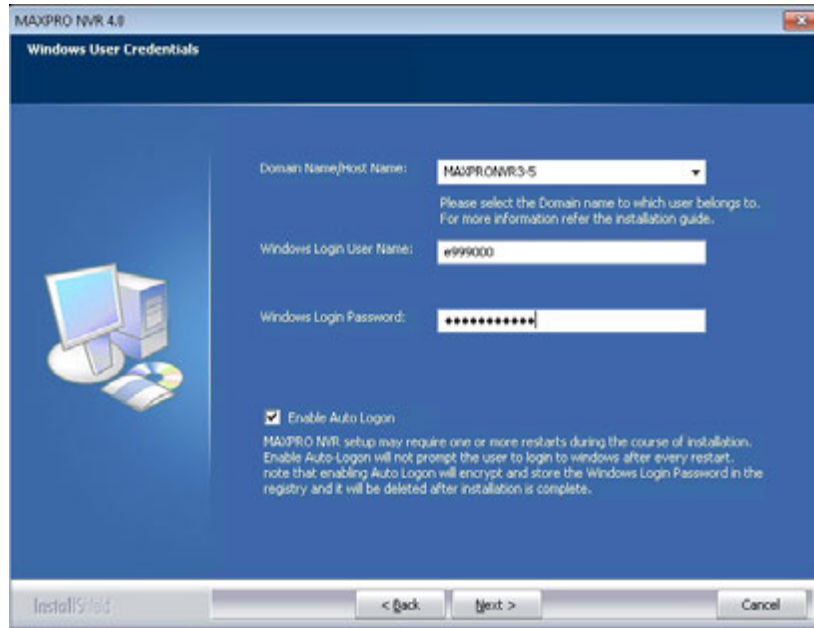 MAXPRO NVR 4.0
Windows User Credentials
Domain Name/Host Name:
MAXPRONVR3-5
Please select the Domain name to which user belongs to.
For more information refer the installation guide.
Windows Login User Name:
e999000
Windows Login Password:
•••••••••••
Enable Auto Logon
MAXPRO NVR setup may require one or more restarts during the course of installation.
Enable Auto-Logon will not prompt the user to login to windows after every restart.
note that enabling Auto Logon will encrypt and store the Windows Login Password in the
registry and it will be deleted after installation is complete.
InstallShield
< Back
Next >
Cancel